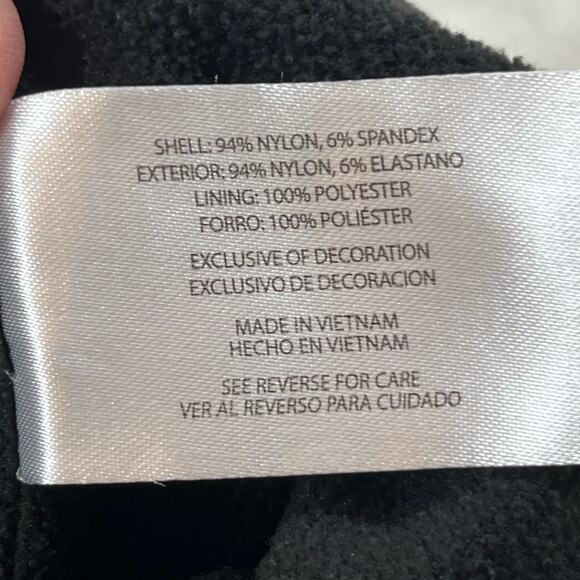 SHELL: 94% NYLON, 6% SPANDEX
EXTERIOR: 94% NYLON, 6% ELASTANO
LINING: 100% POLYESTER
FORRO: 100% POLIÉSTER
EXCLUSIVE OF DECORATION
EXCLUSIVO DE DECORACION
MADE IN VIETNAM
HECHO EN VIETNAM
SEE REVERSE FOR CARE
VER AL REVERSO PARA CUIDADO